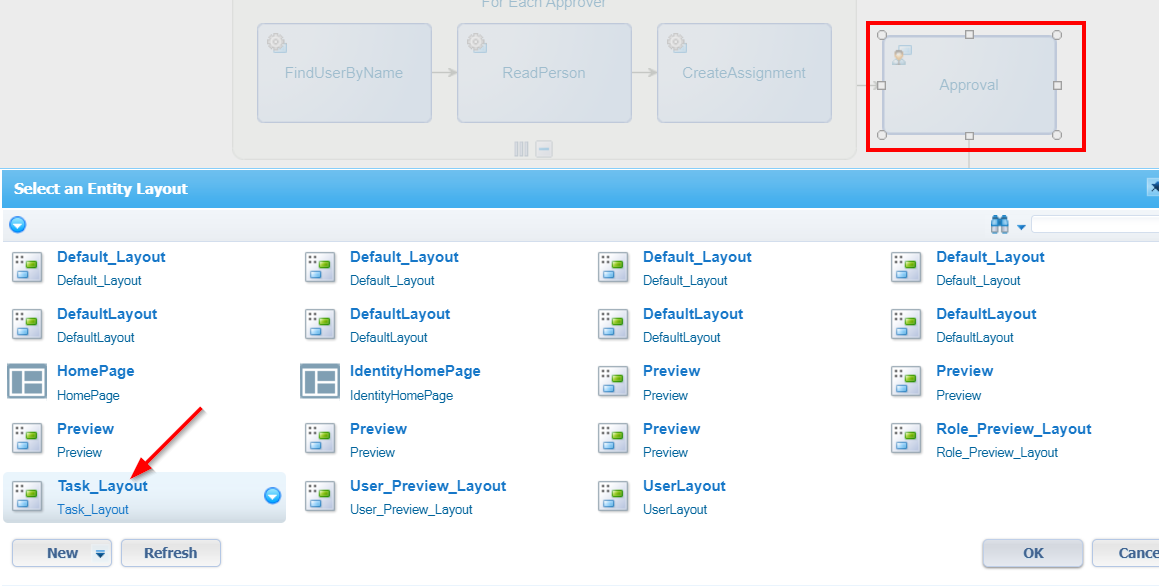 For Each Approver
FindUserByName
ReadPerson
CreateAssignment
Approval
Select an Entity Layout
Default_Layout
Default_Layout
Default_Layout
Default_Layout
Default_Layout
Default_Layout
Default_Layout
Default_Layout
DefaultLayout
DefaultLayout
DefaultLayout
DefaultLayout
DefaultLayout
DefaultLayout
DefaultLayout
DefaultLayout
HomePage
IdentityHomePage
Preview
Preview
HomePage
IdentityHomePage
Preview
Preview
Preview
Preview
Preview
Role_Preview_Layout
Preview
Preview
Preview
Role_Preview_Layout
Task_Layout
User_Preview_Layout
UserLayout
Task_Layout
User_Preview_Layout
UserLayout
New
Refresh
OK
Cance